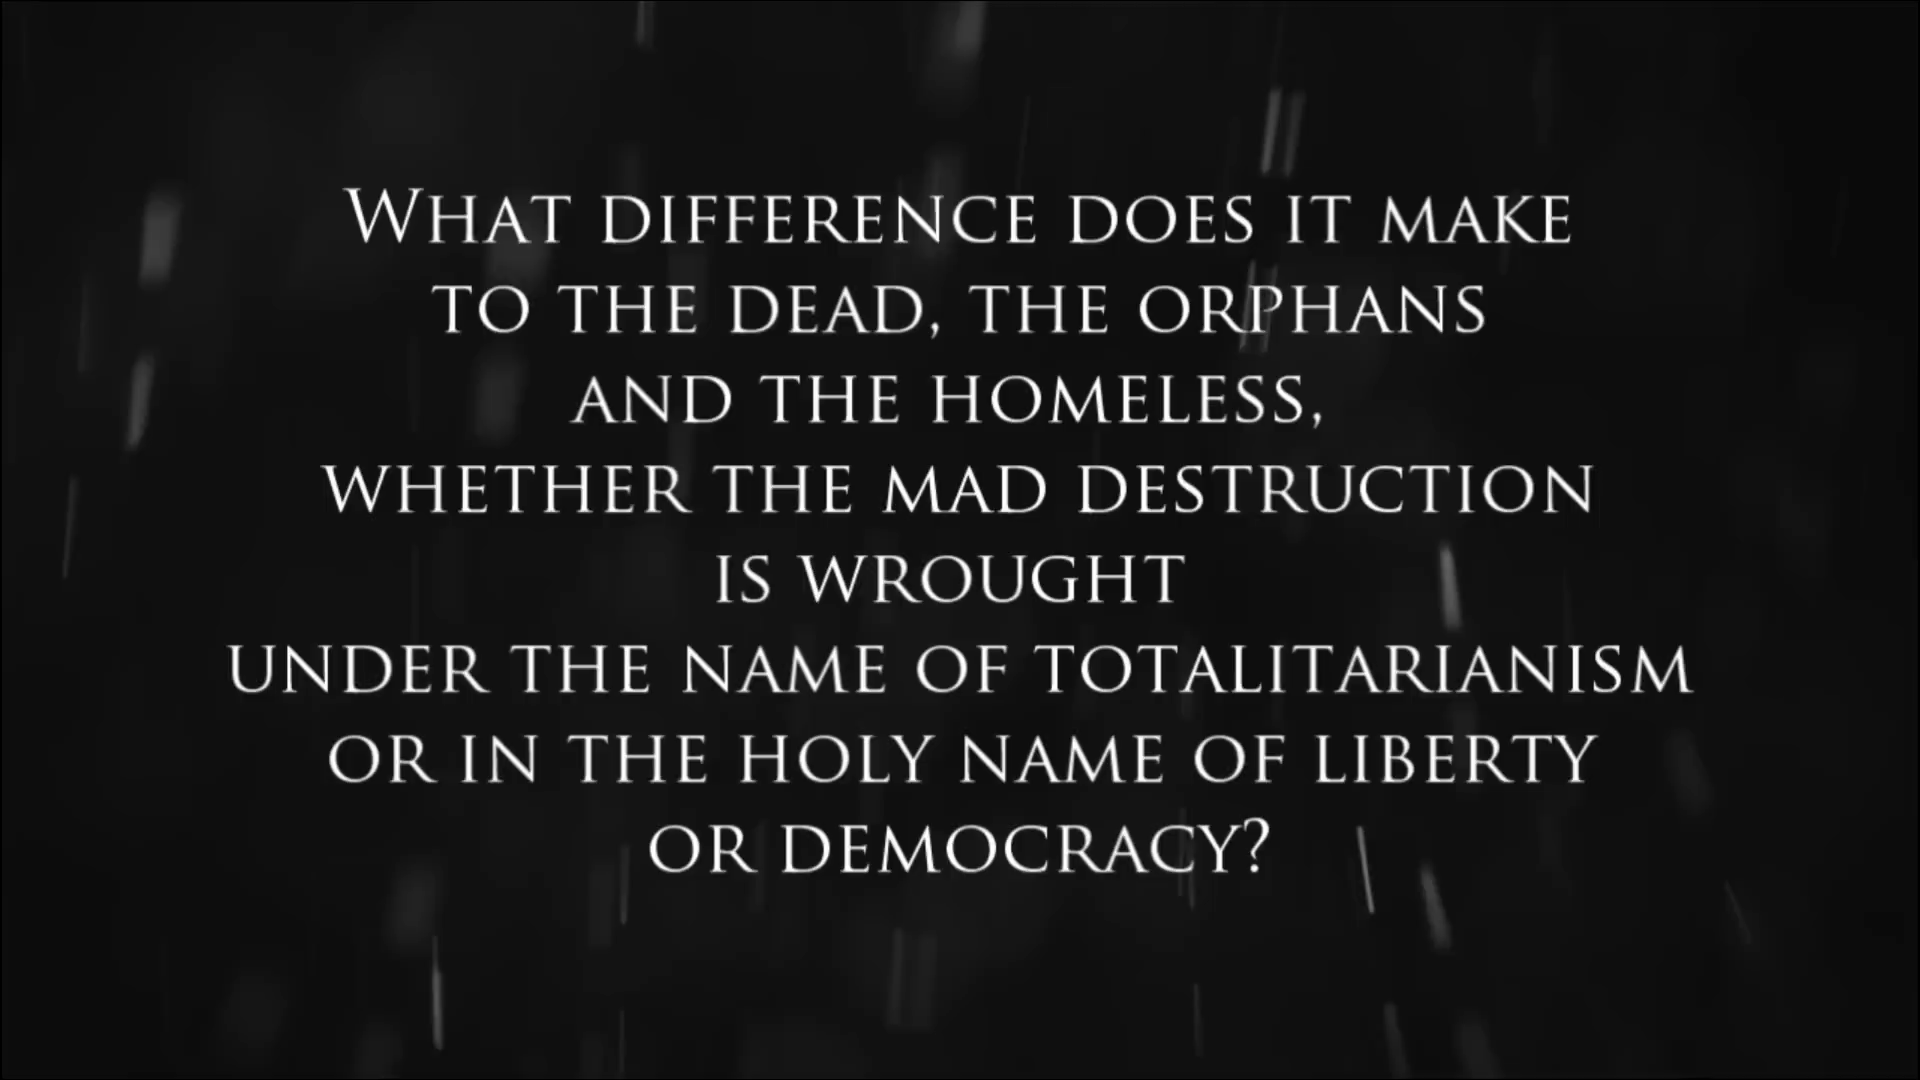 What difference does it make
to the dead, the orphans
and the homeless,
whether the mad destruction
is wrought
under the name of totalitarianism
or in the holy name of liberty
or democracy?